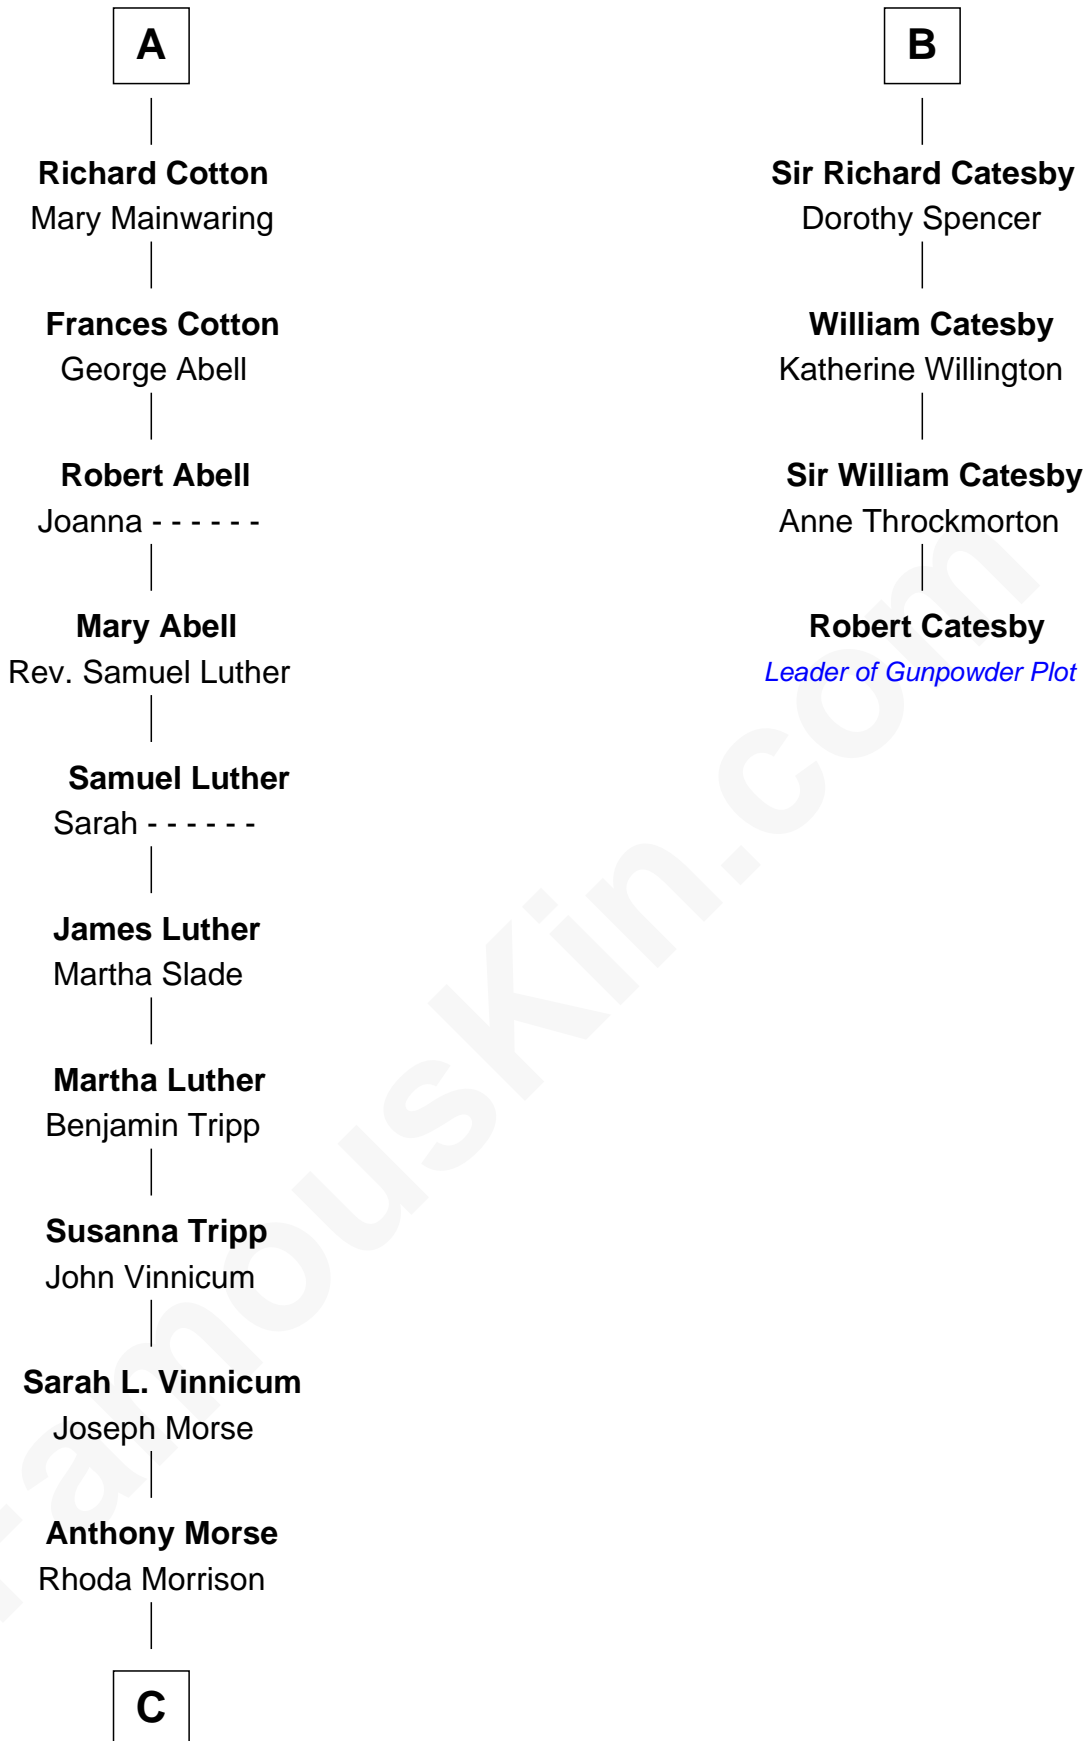 A
Richard Cotton
Mary Mainwaring
Frances Cotton
George Abell
Robert Abell
Joanna - - - - - -
Mary Abell
Rev. Samuel Luther
Samuel Luther
Sarah - - - - - -
James Luther
Martha Slade
Martha Luther
Benjamin Tripp
Susanna Tripp
John Vinnicum
Sarah L. Vinnicum
Joseph Morse
Anthony Morse
Rhoda Morrison
C
B
Sir Richard Catesby
Dorothy Spencer
William Catesby
Katherine Willington
Sir William Catesby
Anne Throckmorton
Robert Catesby
Leader of Gunpowder Plot
FamousKin.com